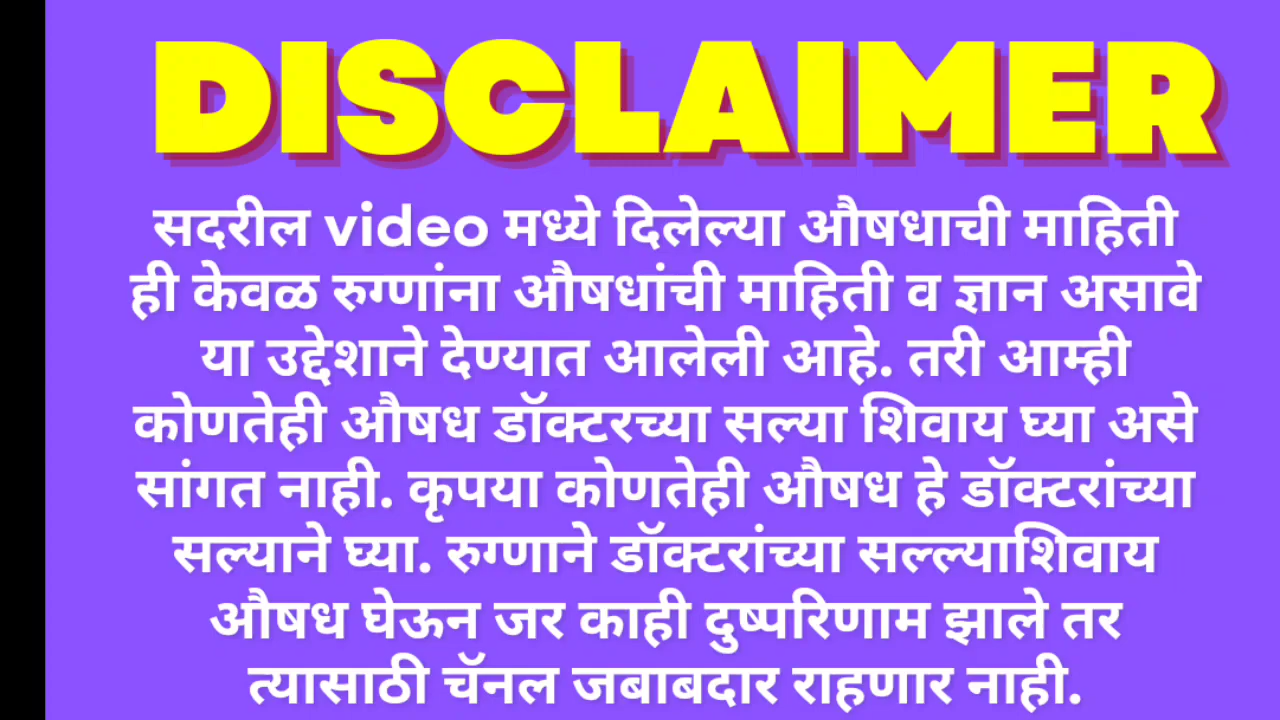 DISCLAIMER
सदरील video मध्ये दिलेल्या औषधाची माहिती
ही केवळ रुग्णांना औषधांची माहिती व ज्ञान असावे
या उद्देशाने देण्यात आलेली आहे. तरी आम्ही
कोणतेही औषध डॉक्टरच्या सल्या शिवाय घ्या असे
सांगत नाही. कृपया कोणतेही औषध हे डॉक्टरांच्या
सल्याने घ्या. रुग्णाने डॉक्टरांच्या सल्ल्याशिवाय
औषध घेऊन जर काही दुष्परिणाम झाले तर
त्यासाठी चॅनल जबाबदार राहणार नाही.